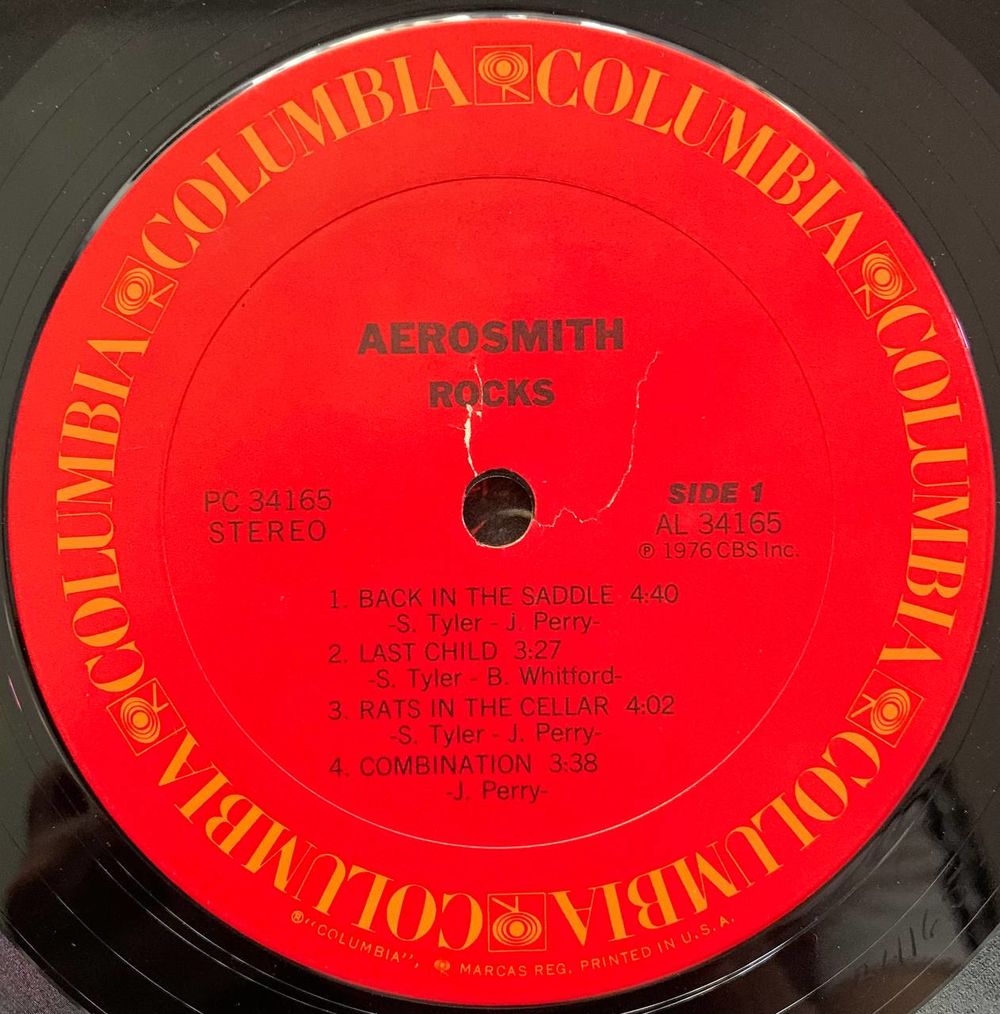 COLUMBIA COLUMBIA COLUMBIA COLUMBIA COLUMBIA COLUMBIA
AEROSMITH
ROCKS
PC 34165
STEREO
SIDE 1
AL 34165
℗ 1976 CBS Inc.
1. BACK IN THE SADDLE 4:40
-S. Tyler - J. Perry-
2. LAST CHILD 3:27
-S. Tyler - B. Whitford-
3. RATS IN THE CELLAR 4:02
-S. Tyler - J. Perry-
4. COMBINATION 3:38
-J. Perry-
®"COLUMBIA", MARCAS REG. PRINTED IN U.S.A.